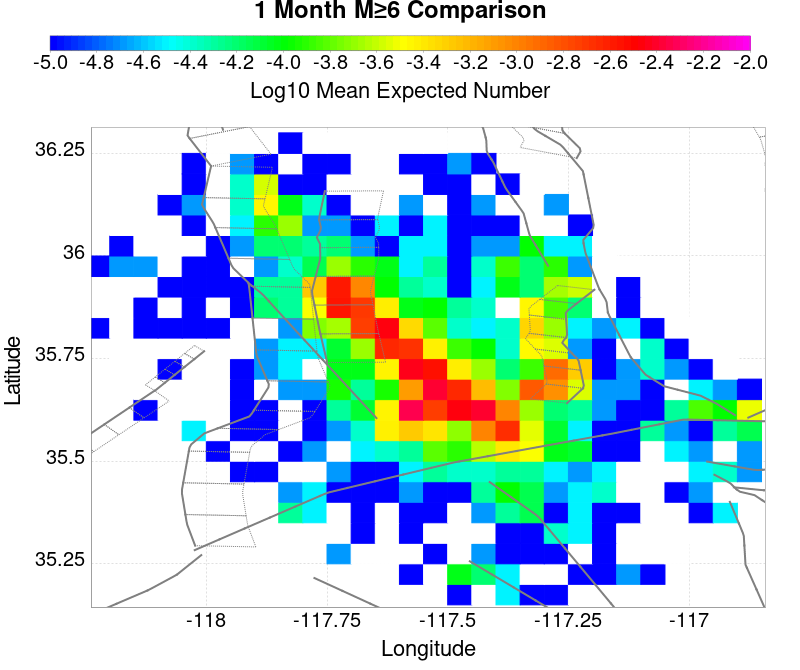 1 Month M≥6 Comparison
-5.0 -4.8 -4.6 -4.4 -4.2 -4.0 -3.8 -3.6 -3.4 -3.2 -3.0 -2.8 -2.6 -2.4 -2.2 -2.0
Log10 Mean Expected Number
36.25
36
35.75
35.5
35.25
Latitude
-118 -117.75 -117.5 -117.25 -117
Longitude